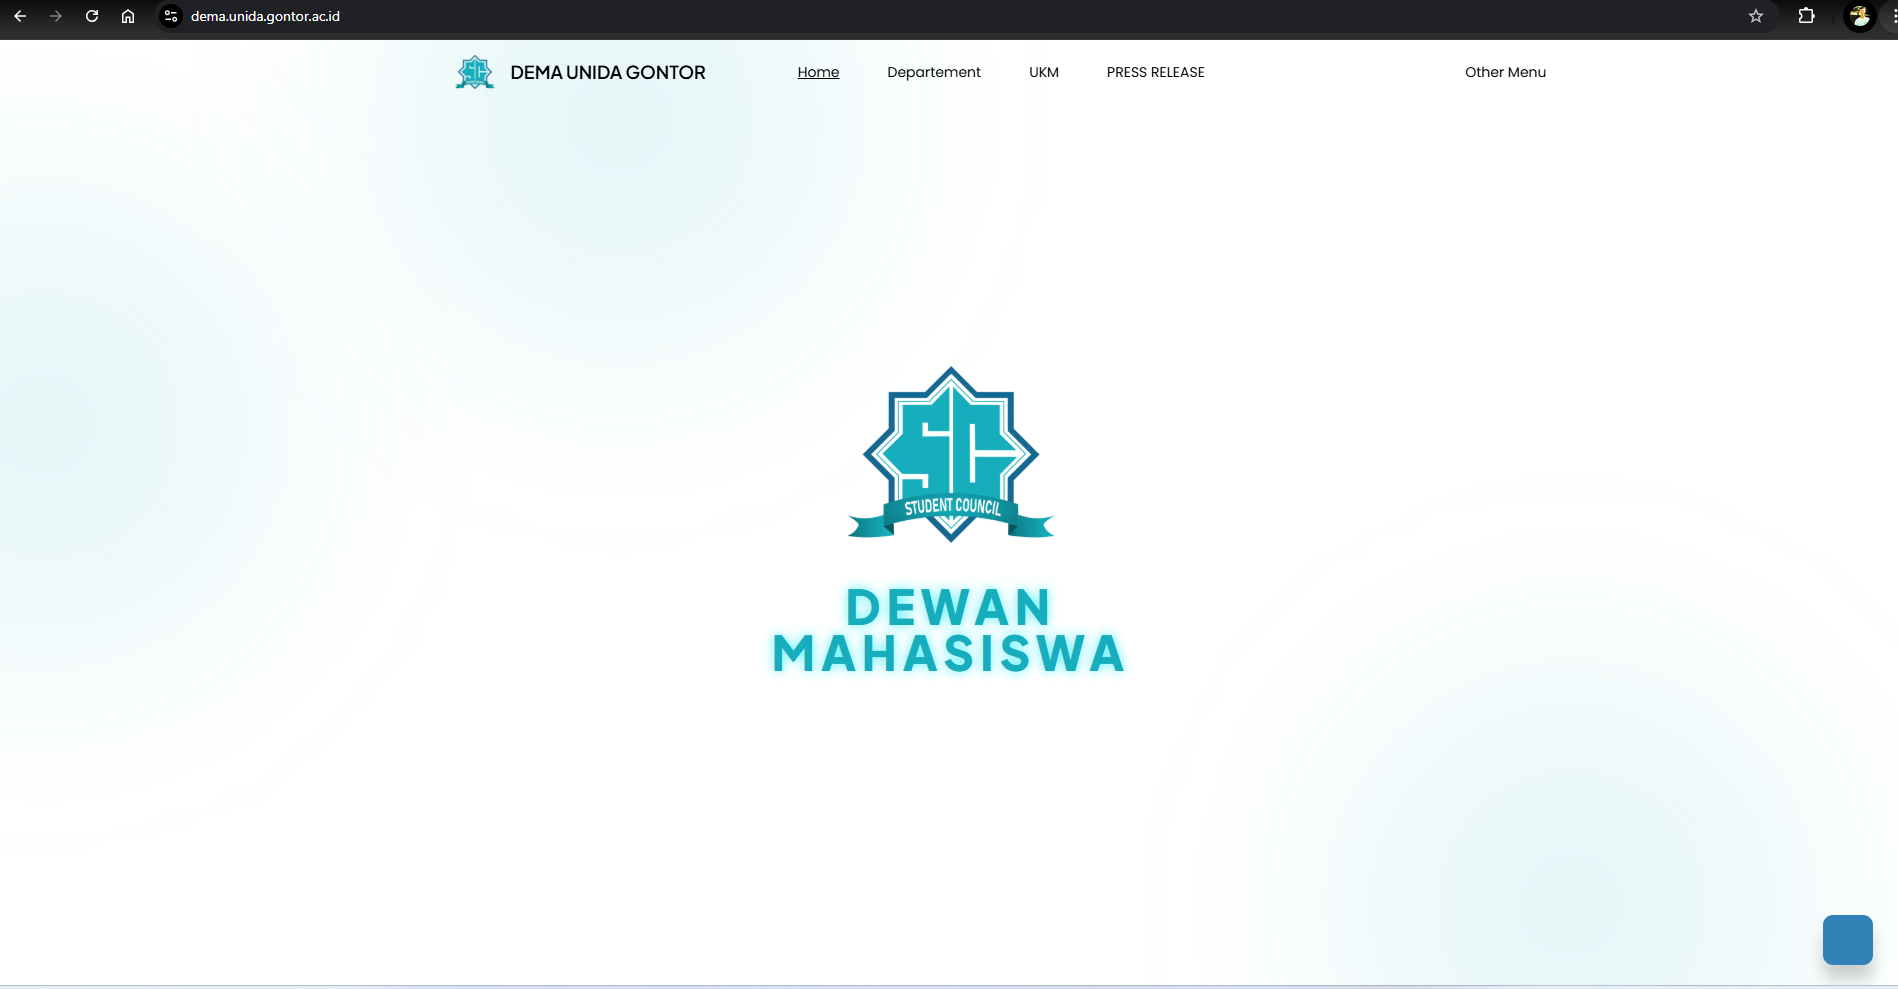 dema.unida.gontor.ac.id
DEMA UNIDA GONTOR
Home
Departement
UKM
PRESS RELEASE
Other Menu
SC
STUDENT COUNCIL
DEWAN
MAHASISWA